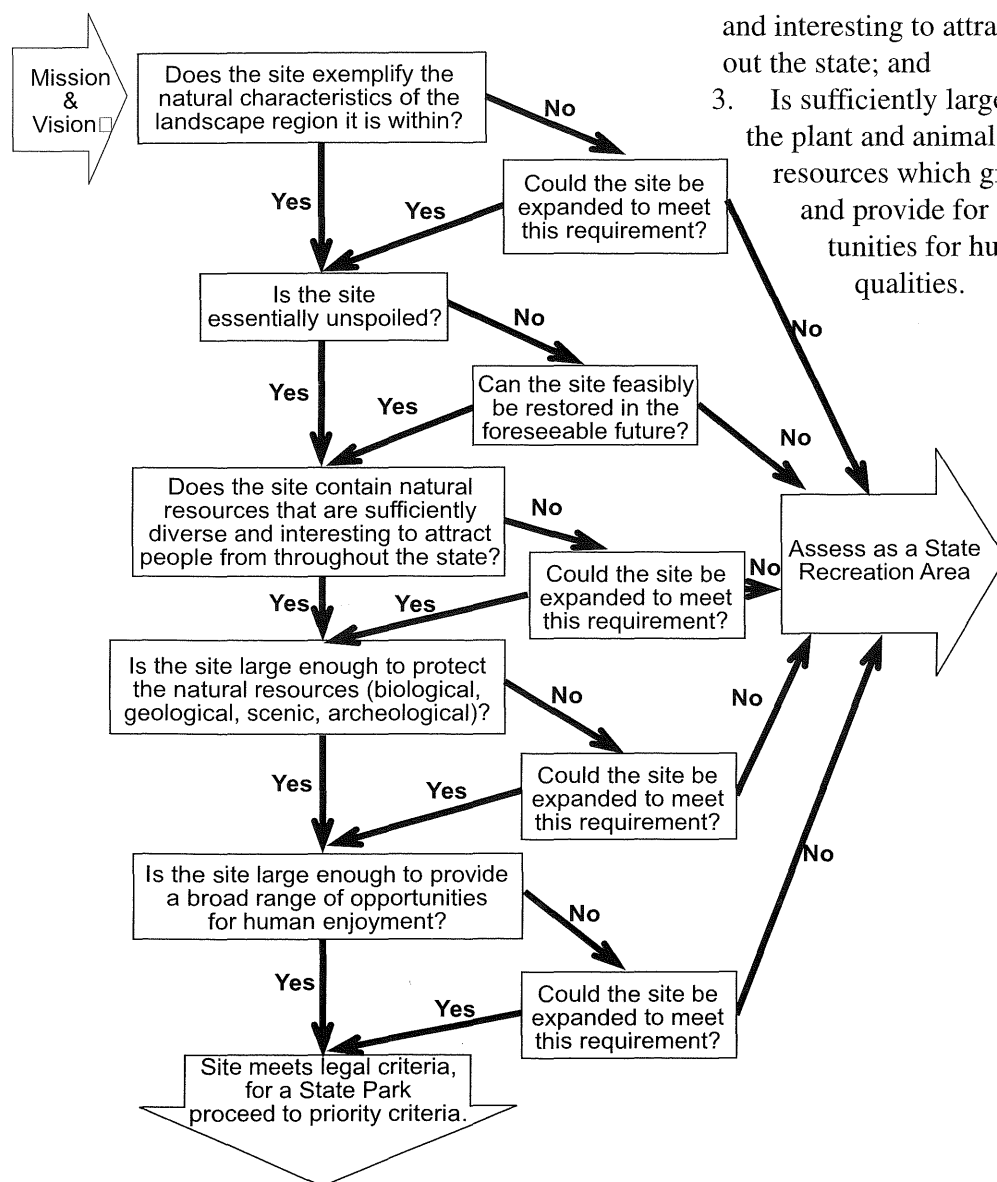 and interesting to attra
out the state; and
3. Is sufficiently large
the plant and animal
resources which g
and provide for
tunities for hu
qualities.
Mission
&
Vision□
Does the site exemplify the
natural characteristics of the
landscape region it is within?
No
Yes
Could the site be
expanded to meet
this requirement?
Yes
No
Is the site
essentially unspoiled?
No
Yes
Can the site feasibly
be restored in the
foreseeable future?
Yes
No
Does the site contain natural
resources that are sufficiently
diverse and interesting to attract
people from throughout the state?
No
Yes
Could the site be
expanded to meet
this requirement?
Yes
No
Assess as a State
Recreation Area
Is the site large enough to protect
the natural resources (biological,
geological, scenic, archeological)?
No
Yes
Could the site be
expanded to meet
this requirement?
Yes
No
Is the site large enough to provide
a broad range of opportunities
for human enjoyment?
No
Yes
Could the site be
expanded to meet
this requirement?
Yes
No
Site meets legal criteria,
for a State Park
proceed to priority criteria.